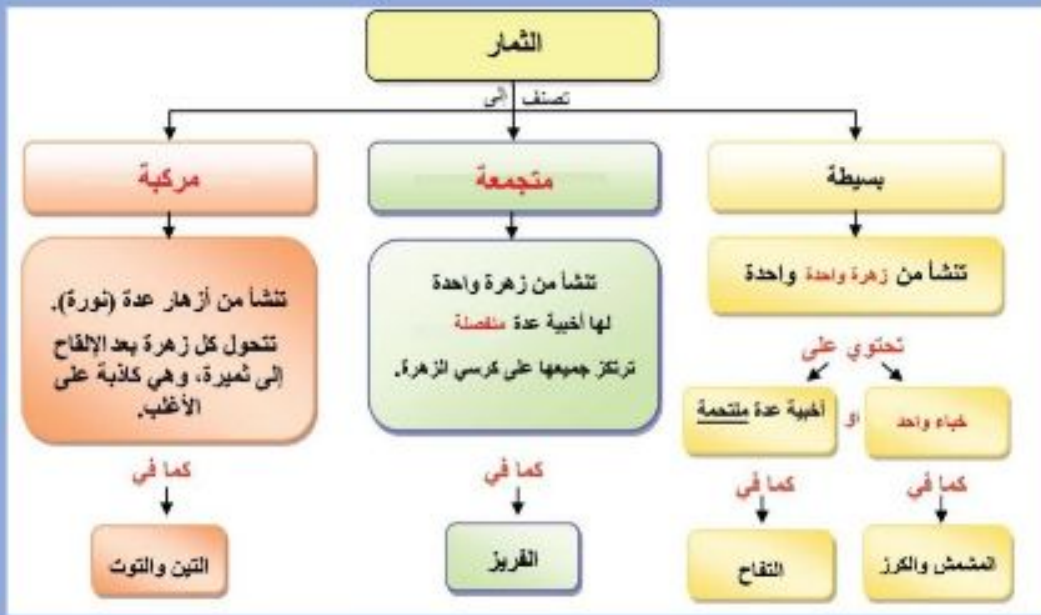 الثمار
تصنف إلى
بسيطة
متجمعة
مركبة
تنشأ من زهرة واحدة واحدة
تحتوي على
خباء واحد
او
أخبية عدة ملتحمة
كما في
كما في
المشمش والكرز
التفاح
تنشأ من زهرة واحدة
لها أخبية عدة منفصلة
ترتكز جميعها على كرسي الزهرة.
كما في
الفريز
تنشأ من أزهار عدة (نورة).
تتحول كل زهرة بعد الإلقاح
إلى ثميرة، وهي كاذبة على
الأغلب.
كما في
التين والتوت